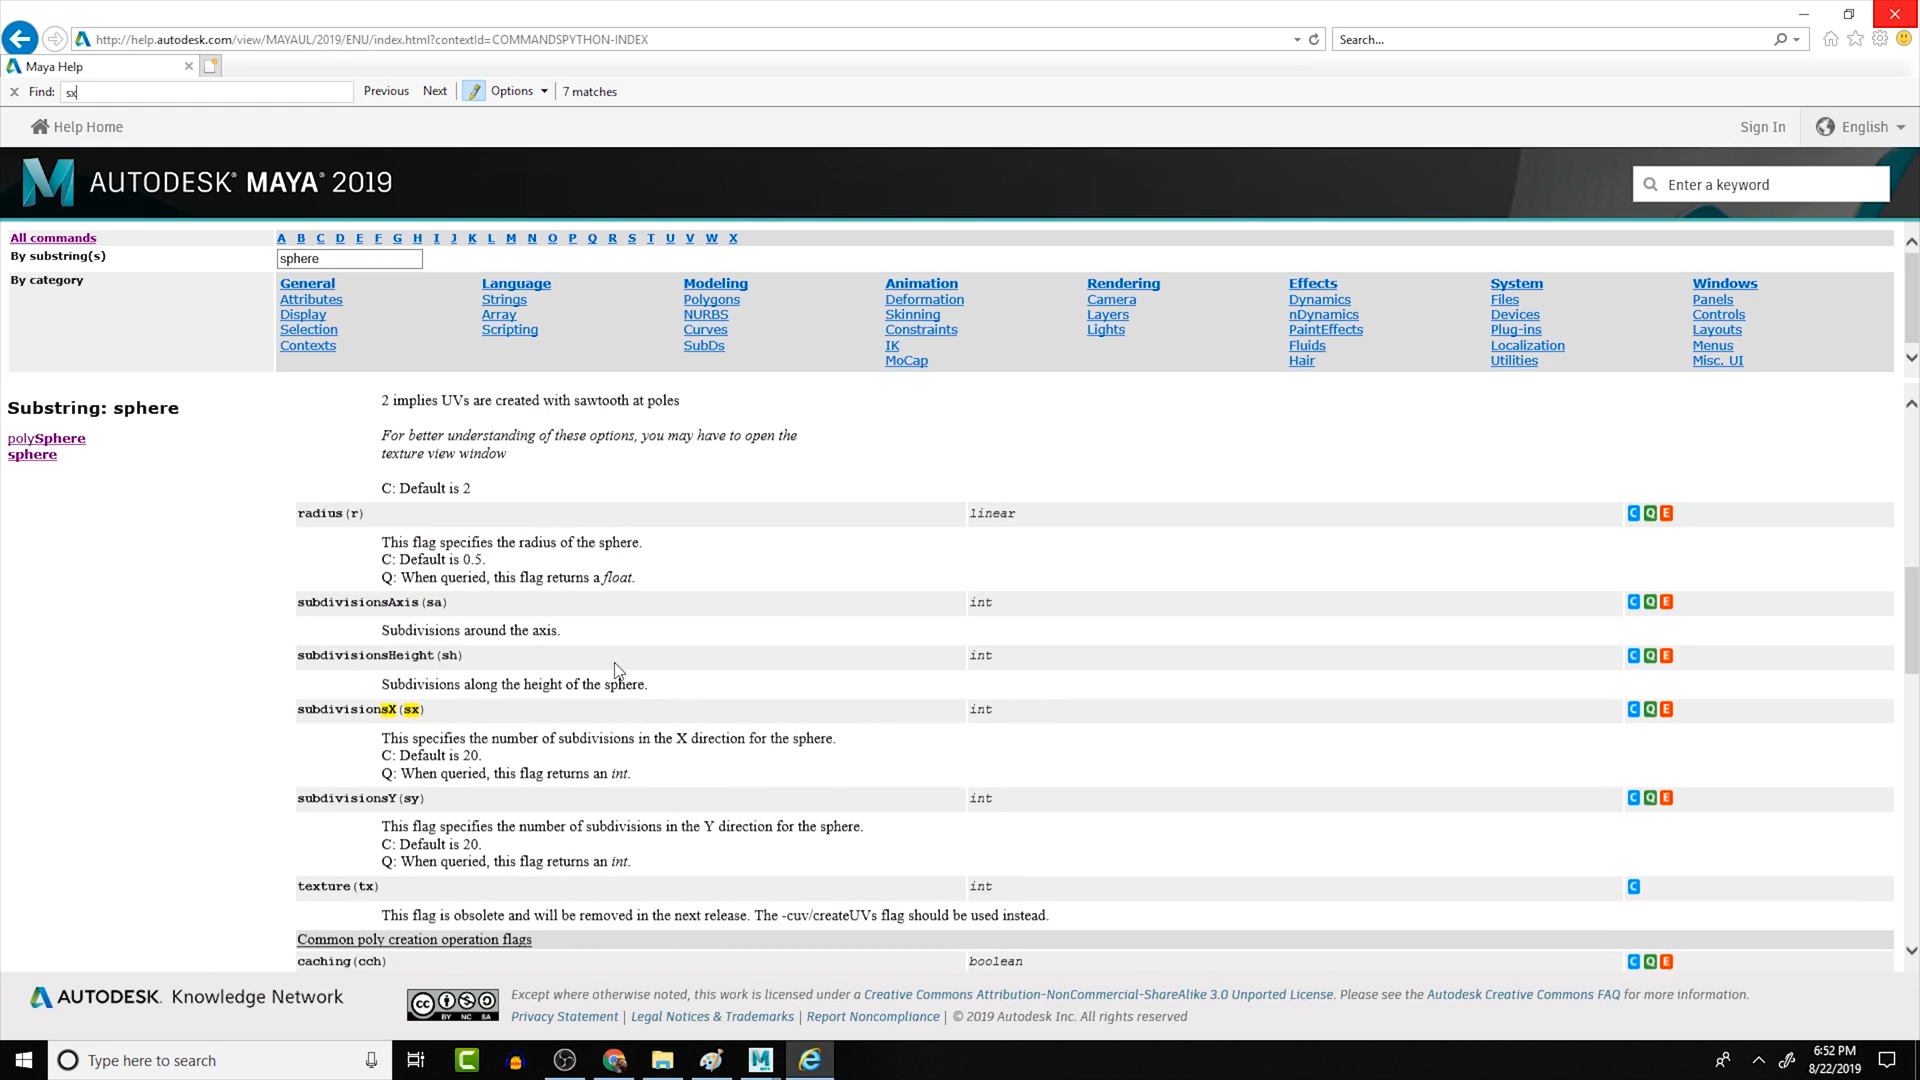 http://help.autodesk.com/view/MAYAUL/2019/ENU/index.html?contextId=COMMANDSPYTHON-INDEX
Search...
Maya Help
Find: sx Previous Next Options 7 matches
Help Home
Sign In English
AUTODESK® MAYA® 2019
Enter a keyword
All commands A B C D E F G H I J K L M N O P Q R S T U V W X
By substring(s) sphere
By category
General Language Modeling Animation Rendering Effects System Windows
Attributes Strings Polygons Deformation Camera Dynamics Files Panels
Display Array NURBS Skinning Layers nDynamics Devices Controls
Selection Scripting Curves Constraints Lights PaintEffects Plug-ins Layouts
Contexts SubDs IK Fluids Localization Menus
MoCap Hair Utilities Misc. UI
Substring: sphere
polySphere
sphere
2 implies UVs are created with sawtooth at poles
For better understanding of these options, you may have to open the
texture view window
C: Default is 2
radius(r) linear C Q E
This flag specifies the radius of the sphere.
C: Default is 0.5.
Q: When queried, this flag returns a float.
subdivisionsAxis(sa) int C Q E
Subdivisions around the axis.
subdivisionsHeight(sh) int C Q E
Subdivisions along the height of the sphere.
subdivisionsX(sx) int C Q E
This specifies the number of subdivisions in the X direction for the sphere.
C: Default is 20.
Q: When queried, this flag returns an int.
subdivisionsY(sy) int C Q E
This flag specifies the number of subdivisions in the Y direction for the sphere.
C: Default is 20.
Q: When queried, this flag returns an int.
texture(tx) int C
This flag is obsolete and will be removed in the next release. The -cuv/createUVs flag should be used instead.
Common poly creation operation flags
caching(cch) boolean C Q E
AUTODESK. Knowledge Network
cc BY NC SA
Except where otherwise noted, this work is licensed under a Creative Commons Attribution-NonCommercial-ShareAlike 3.0 Unported License. Please see the Autodesk Creative Commons FAQ for more information.
Privacy Statement | Legal Notices & Trademarks | Report Noncompliance | © 2019 Autodesk Inc. All rights reserved
Type here to search
6:52 PM
8/22/2019